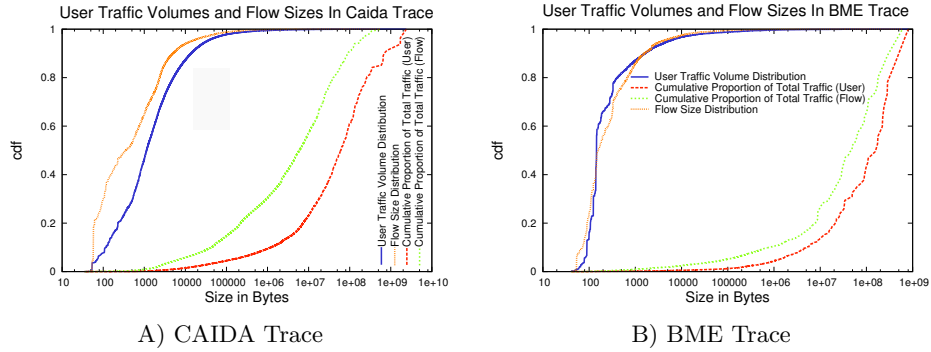 User Traffic Volumes and Flow Sizes In Caida Trace
1
0.8
0.6
0.4
0.2
0
cdf
10 100 1000 10000 100000 1e+06 1e+07 1e+08 1e+09 1e+10
Size in Bytes
User Traffic Volume Distribution
Flow Size Distribution
Cumulative Proportion of Total Traffic (User)
Cumulative Proportion of Total Traffic (Flow)
A) CAIDA Trace
User Traffic Volumes and Flow Sizes In BME Trace
1
0.8
0.6
0.4
0.2
0
cdf
User Traffic Volume Distribution
Cumulative Proportion of Total Traffic (User)
Cumulative Proportion of Total Traffic (Flow)
Flow Size Distribution
10 100 1000 10000 100000 1e+06 1e+07 1e+08 1e+09
Size in Bytes
B) BME Trace